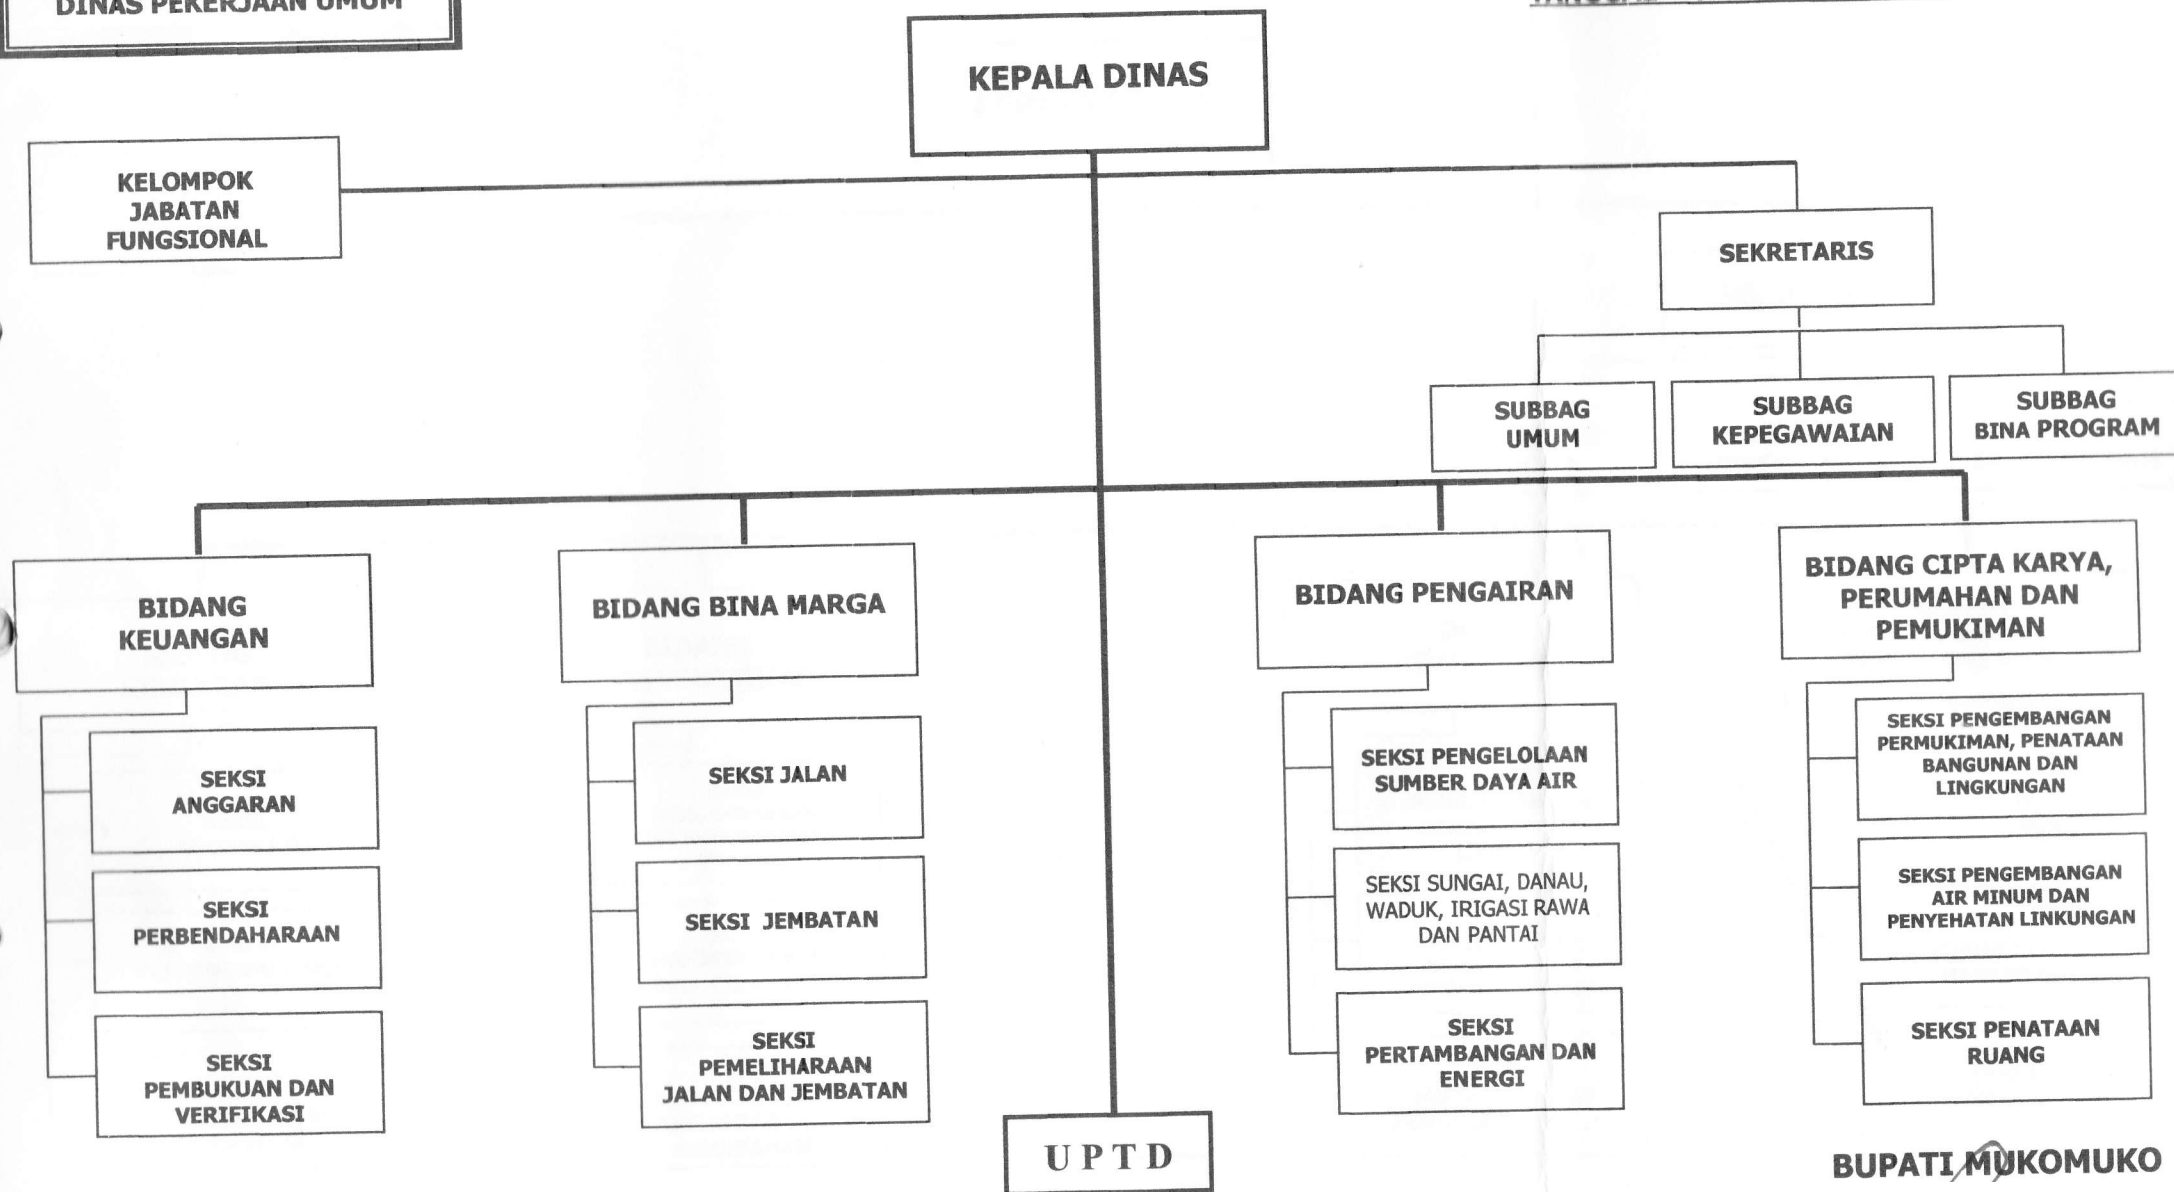 DINAS PEKERJAAN UMUM
KEPALA DINAS
KELOMPOK
JABATAN
FUNGSIONAL
SEKRETARIS
SUBBAG
UMUM
SUBBAG
KEPEGAWAIAN
SUBBAG
BINA PROGRAM
BIDANG
KEUANGAN
BIDANG BINA MARGA
BIDANG PENGAIRAN
BIDANG CIPTA KARYA,
PERUMAHAN DAN
PEMUKIMAN
SEKSI
ANGGARAN
SEKSI
PERBENDAHARAAN
SEKSI
PEMBUKUAN DAN
VERIFIKASI
SEKSI JALAN
SEKSI JEMBATAN
SEKSI
PEMELIHARAAN
JALAN DAN JEMBATAN
SEKSI PENGELOLAAN
SUMBER DAYA AIR
SEKSI SUNGAI, DANAU,
WADUK, IRIGASI RAWA
DAN PANTAI
SEKSI
PERTAMBANGAN DAN
ENERGI
SEKSI PENGEMBANGAN
PERMUKIMAN, PENATAAN
BANGUNAN DAN
LINGKUNGAN
SEKSI PENGEMBANGAN
AIR MINUM DAN
PENYEHATAN LINKUNGAN
SEKSI PENATAAN
RUANG
U P T D
BUPATI MUKOMUKO